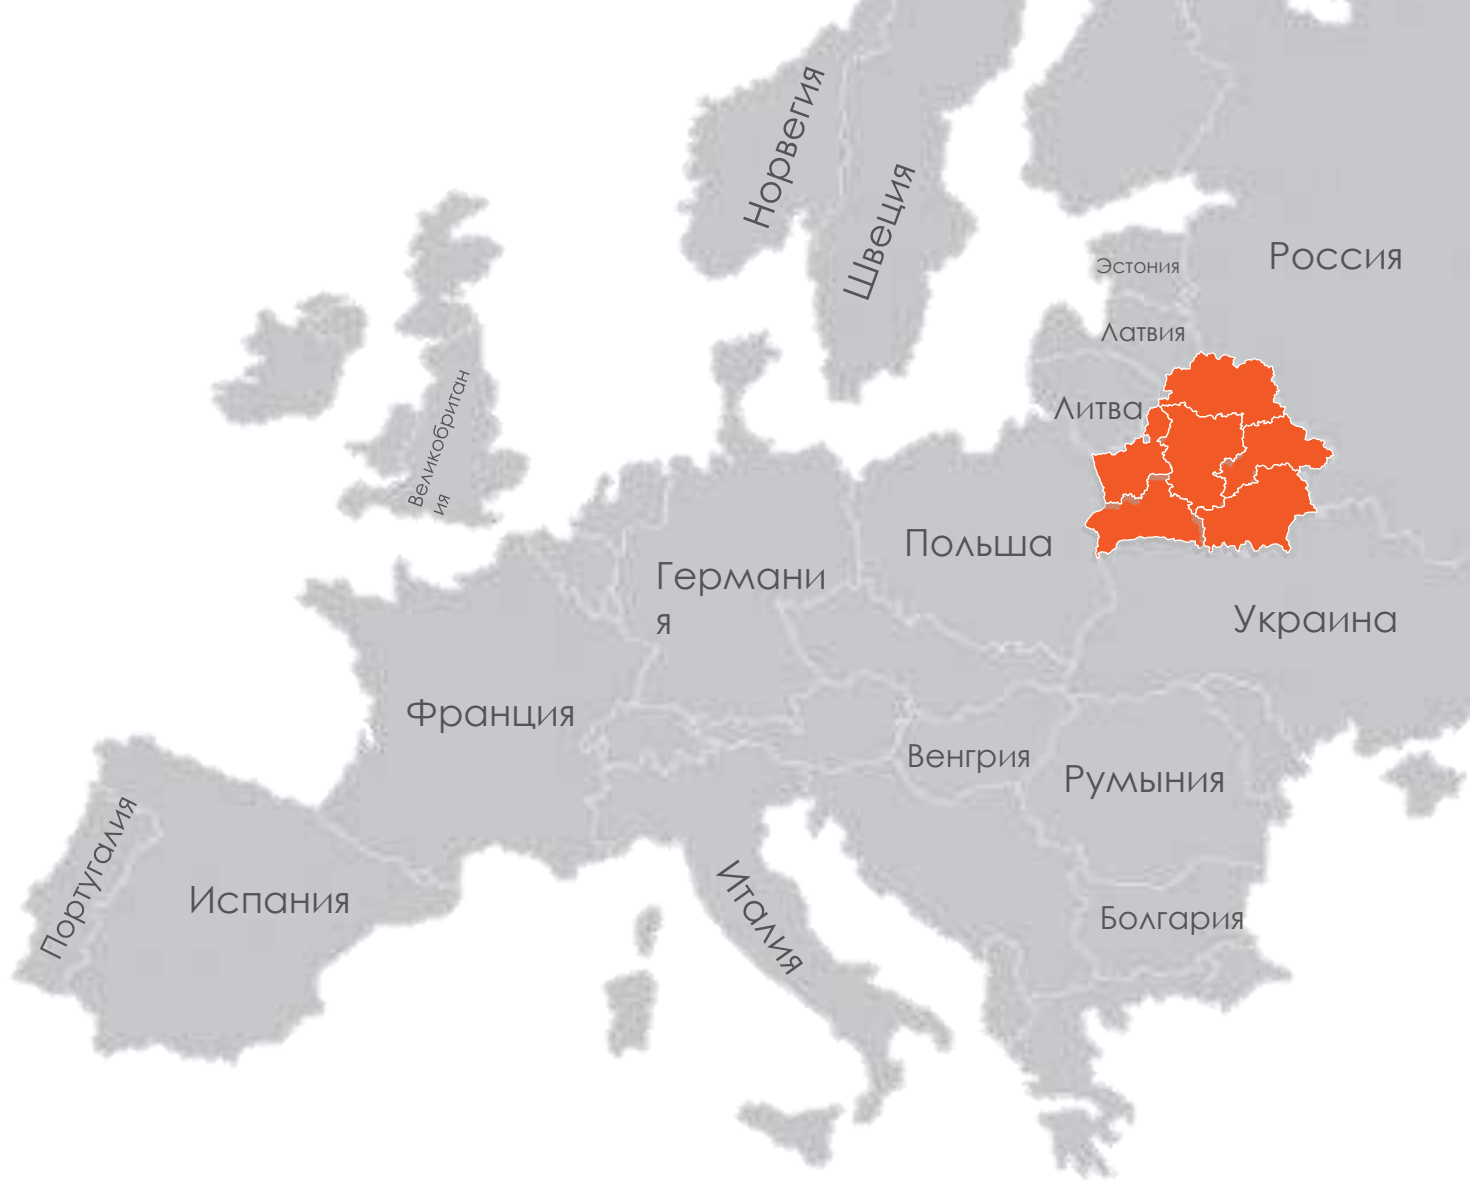 Норвегия
Швеция
Россия
Эстония
Латвия
Литва
Великобритан
ия
Польша
Германи
я
Украина
Франция
Венгрия
Румыния
Португалия
Испания
Италия
Болгария